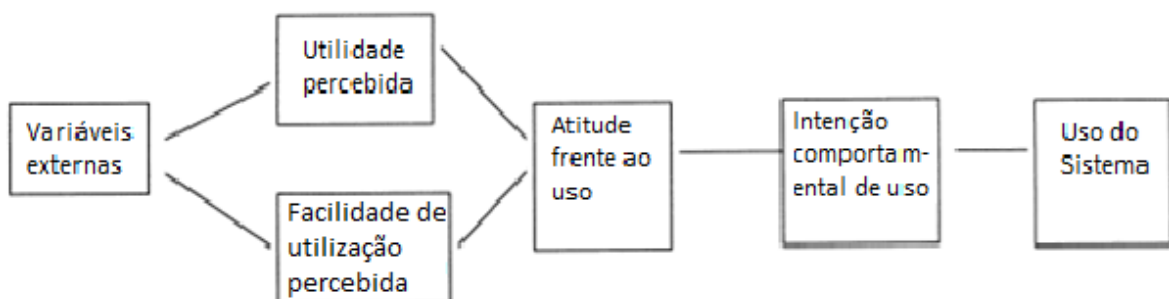 Variáveis
externas
Utilidade
percebida
Facilidade de
utilização
percebida
Atitude
frente ao
uso
Intenção
comportam-
ental de uso
Uso do
Sistema